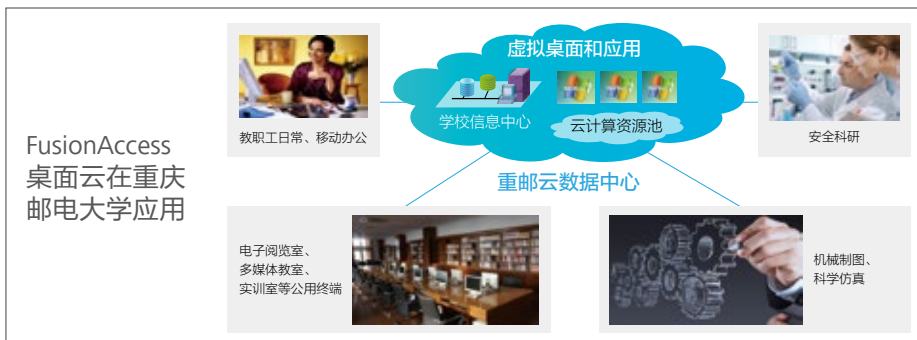 FusionAccess
桌面云在重庆
邮电大学应用
虚拟桌面和应用
学校信息中心
云计算资源池
教职工日常、移动办公
安全科研
重邮云数据中心
电子阅览室、
多媒体教室、
实训室等公用终端
机械制图、
科学仿真